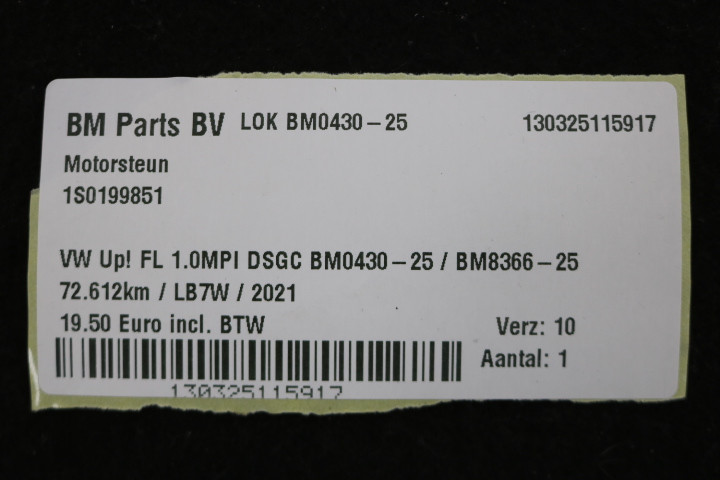 BM Parts BV LOK BM0430-25 130325115917
Motorsteun
1S0199851
VW Up! FL 1.0MPI DSGC BM0430-25 / BM8366-25
72.612km / LB7W / 2021
19.50 Euro incl. BTW Verz: 10
Aantal: 1
130325115917